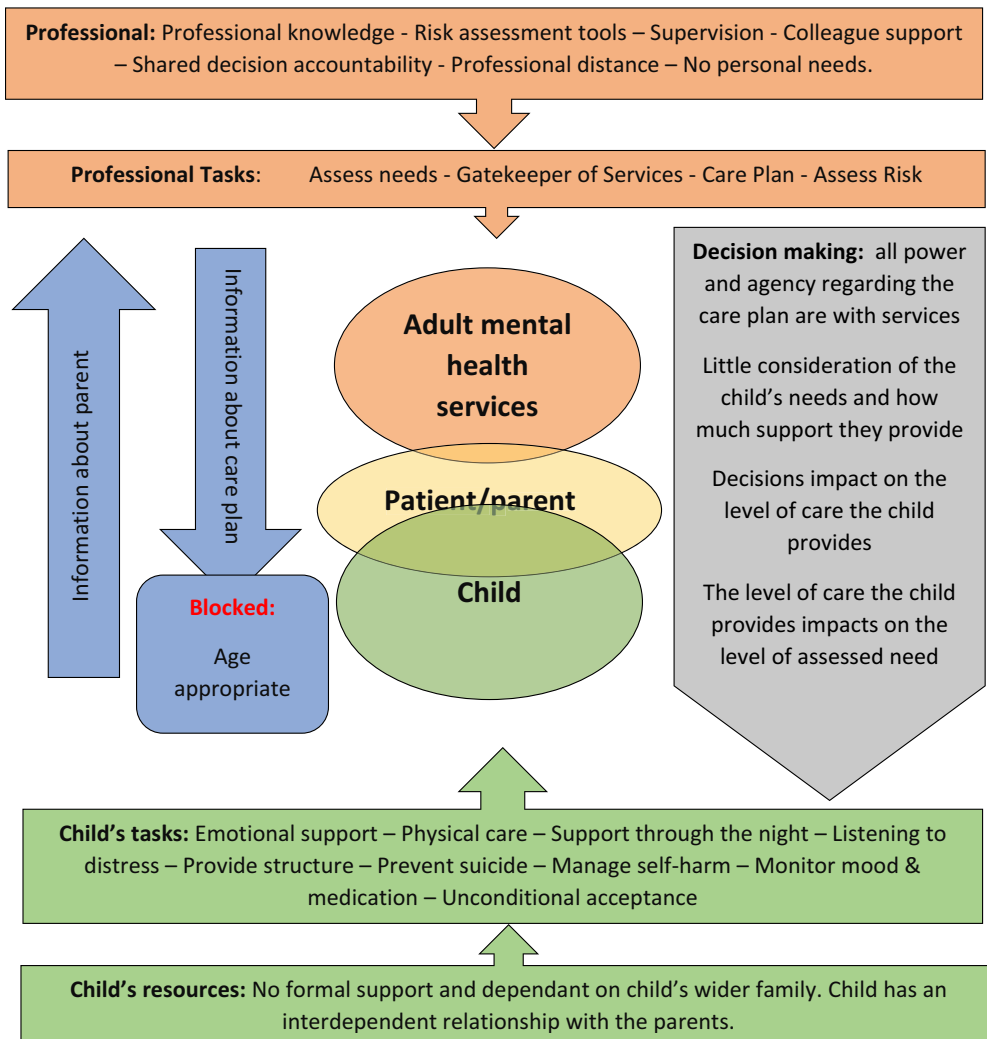 Professional: Professional knowledge - Risk assessment tools – Supervision - Colleague support
– Shared decision accountability - Professional distance – No personal needs.
Professional Tasks: Assess needs - Gatekeeper of Services - Care Plan - Assess Risk
Information about parent
Information about care plan
Blocked:
Age
appropriate
Adult mental
health
services
Patient/parent
Child
Decision making: all power
and agency regarding the
care plan are with services
Little consideration of the
child’s needs and how
much support they provide
Decisions impact on the
level of care the child
provides
The level of care the child
provides impacts on the
level of assessed need
Child’s tasks: Emotional support – Physical care – Support through the night – Listening to
distress – Provide structure – Prevent suicide – Manage self-harm – Monitor mood &
medication – Unconditional acceptance
Child’s resources: No formal support and dependant on child’s wider family. Child has an
interdependent relationship with the parents.